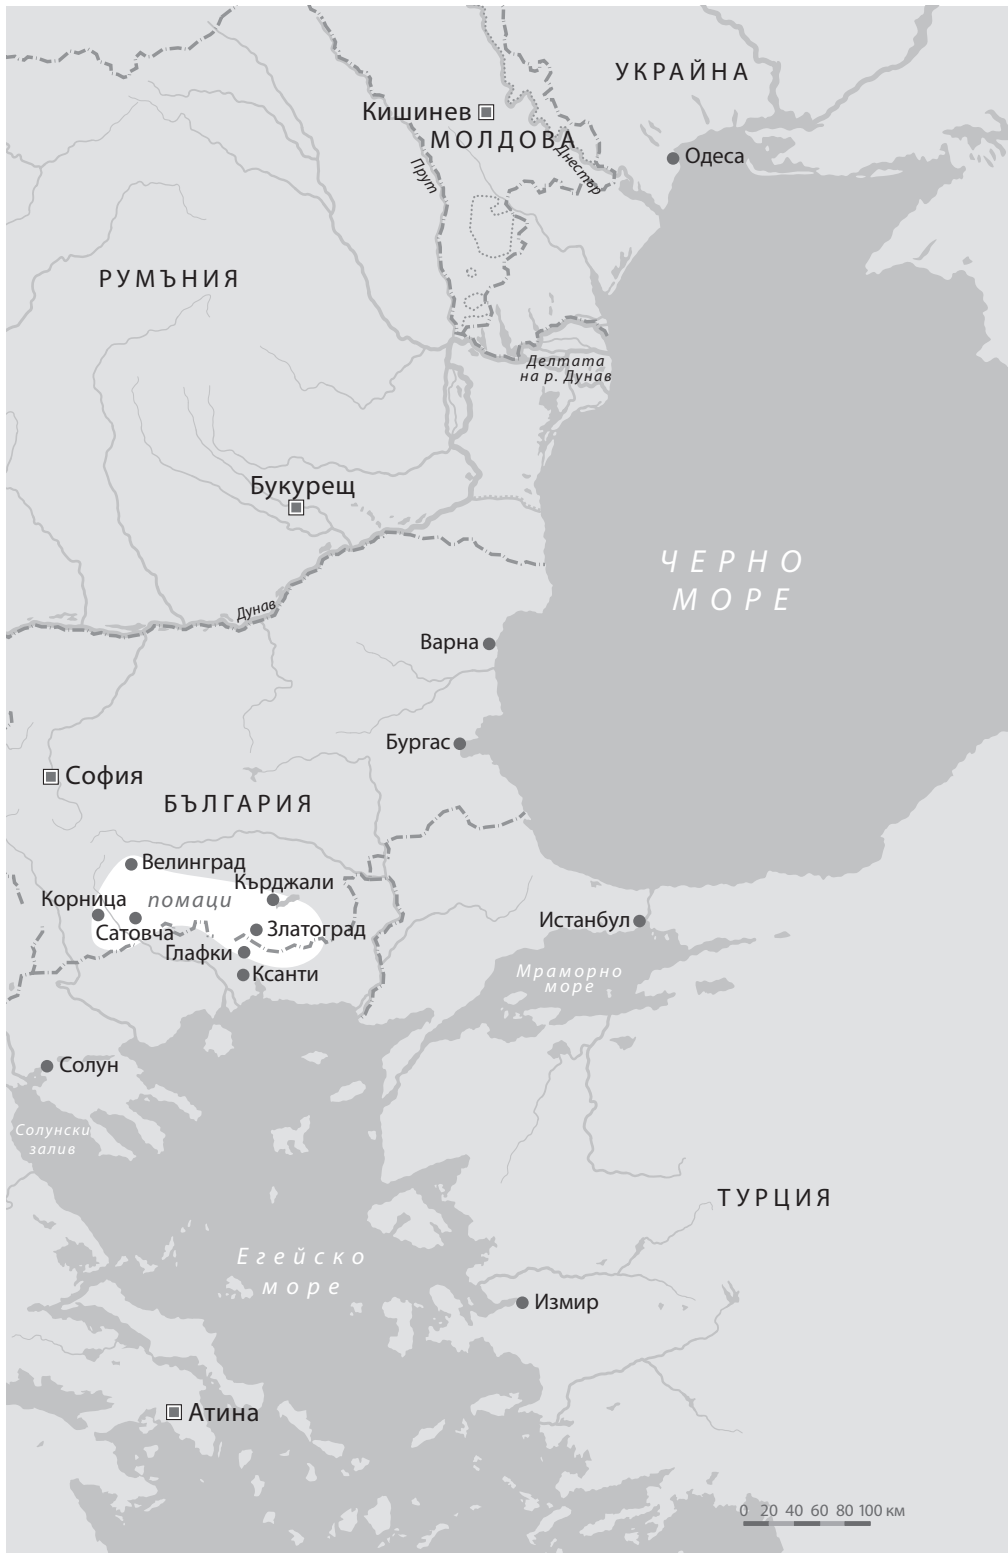 УКРАЙНА
Кишинев
МОЛДОВА
Днестър
Прут
Одеса
РУМЪНИЯ
Делтата
на р. Дунав
Букурещ
ЧЕРНО
МОРЕ
Дунав
Варна
Бургас
София
БЪЛГАРИЯ
Велинград
Кърджали
Корница
помаци
Сатовча
Златоград
Истанбул
Глафки
Ксанти
Мраморно
море
Солун
Солунски
залив
ТУРЦИЯ
Егейско
море
Измир
Атина
0 20 40 60 80 100 км